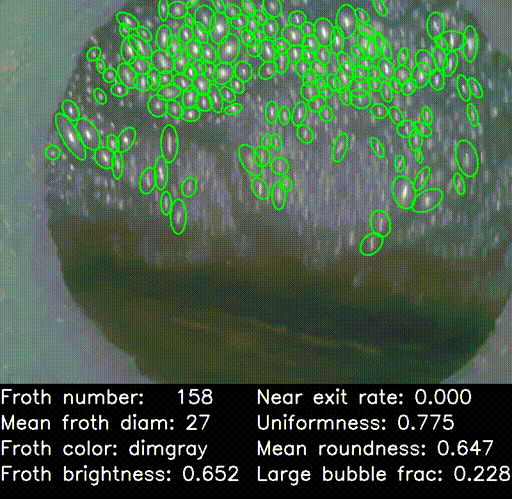 Froth number: 158
Near exit rate: 0.000
Mean froth diam: 27
Uniformness: 0.775
Froth color: dimgray
Mean roundness: 0.647
Froth brightness: 0.652
Large bubble frac: 0.228